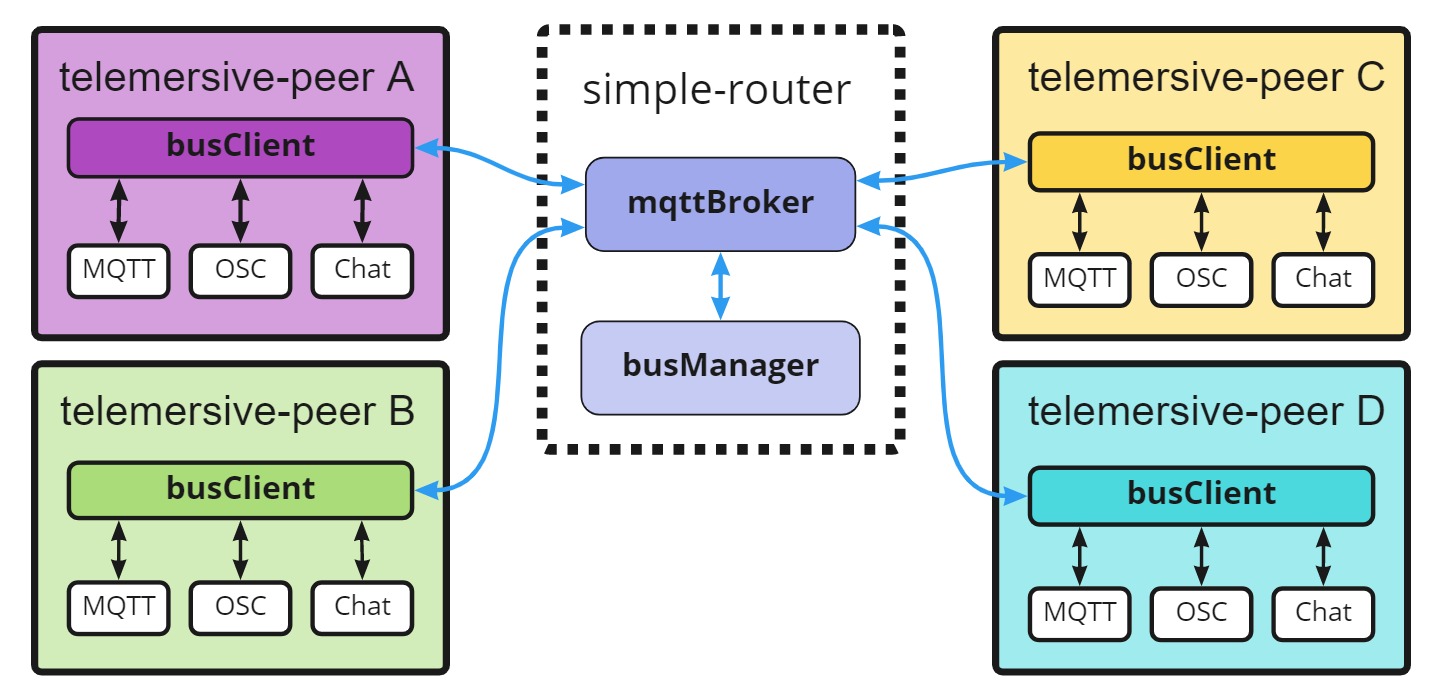 telemersive-peer A
busClient
MQTT OSC Chat
telemersive-peer B
busClient
MQTT OSC Chat
simple-router
mqttBroker
busManager
telemersive-peer C
busClient
MQTT OSC Chat
telemersive-peer D
busClient
MQTT OSC Chat